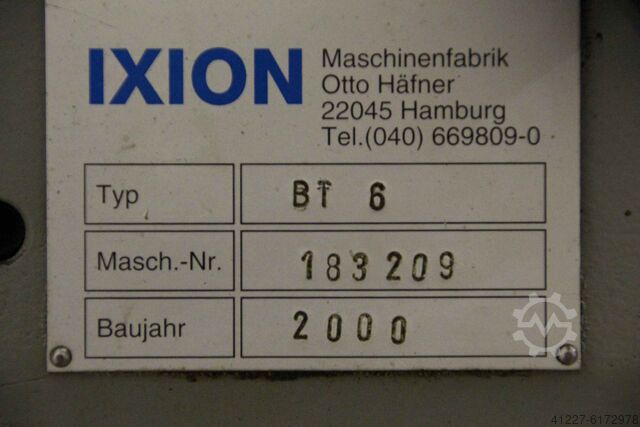 IXION
Maschinenfabrik
Otto Häfner
22045 Hamburg
Tel.(040) 669809-0
Typ BT 6
Masch.-Nr. 183209
Baujahr 2000
41227-6172978